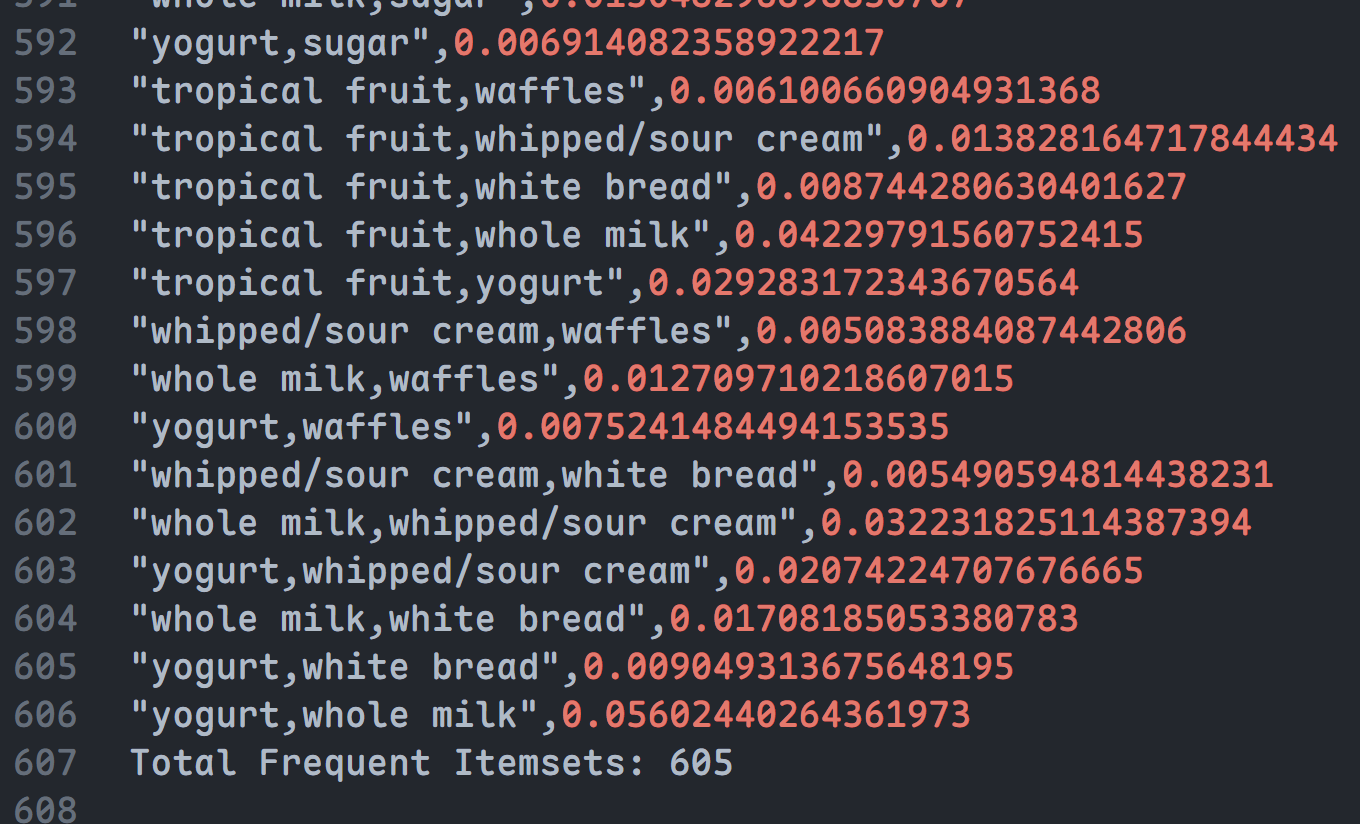 592 "yogurt,sugar",0.006914082358922217
593 "tropical fruit,waffles",0.006100660904931368
594 "tropical fruit,whipped/sour cream",0.013828164717844434
595 "tropical fruit,white bread",0.008744280630401627
596 "tropical fruit,whole milk",0.04229791560752415
597 "tropical fruit,yogurt",0.029283172343670564
598 "whipped/sour cream,waffles",0.005083884087442806
599 "whole milk,waffles",0.012709710218607015
600 "yogurt,waffles",0.0075241484494153535
601 "whipped/sour cream,white bread",0.005490594814438231
602 "whole milk,whipped/sour cream",0.032231825114387394
603 "yogurt,whipped/sour cream",0.02074224707676665
604 "whole milk,white bread",0.01708185053380783
605 "yogurt,white bread",0.009049313675648195
606 "yogurt,whole milk",0.05602440264361973
607 Total Frequent Itemsets: 605
608